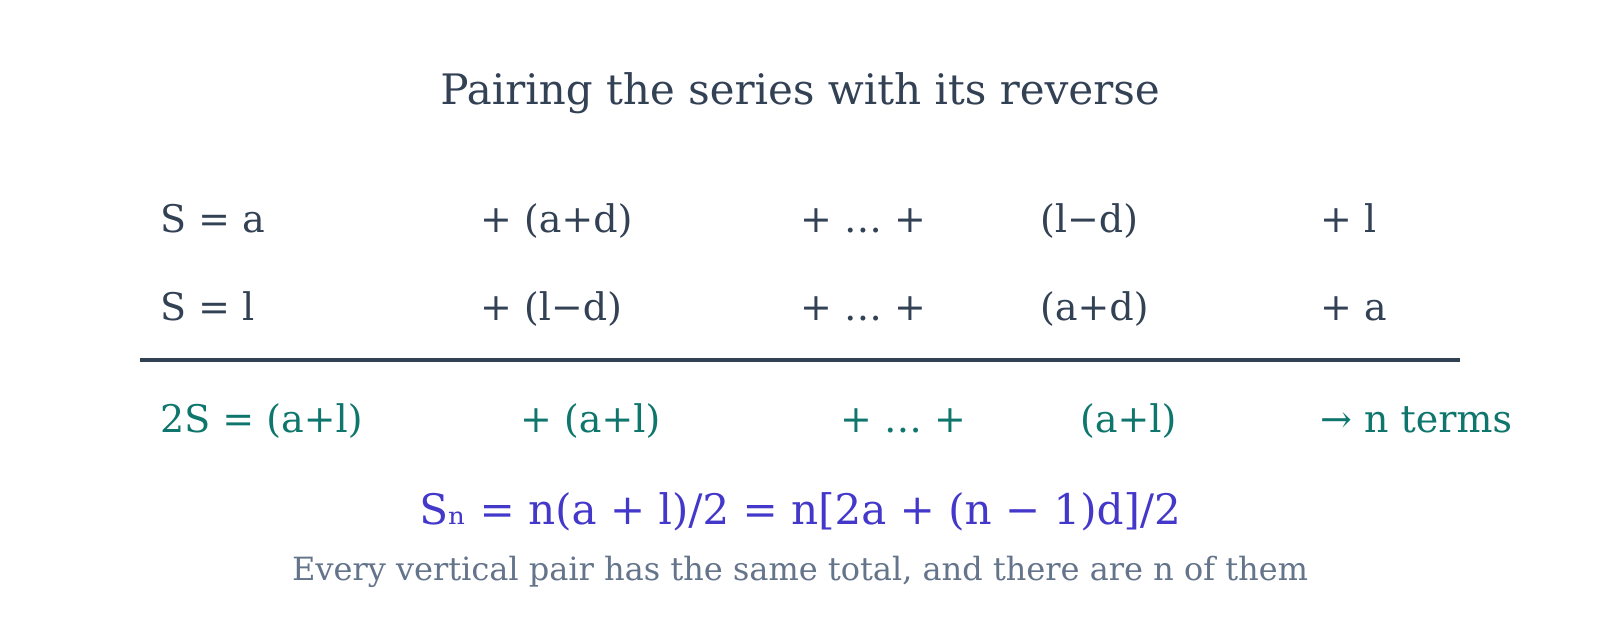 Pairing the series with its reverse
S = a + (a+d) + … + (l−d) + l
S = l + (l−d) + … + (a+d) + a
2S = (a+l) + (a+l) + … + (a+l) → n terms
Sₙ = n(a + l)/2 = n[2a + (n − 1)d]/2
Every vertical pair has the same total, and there are n of them